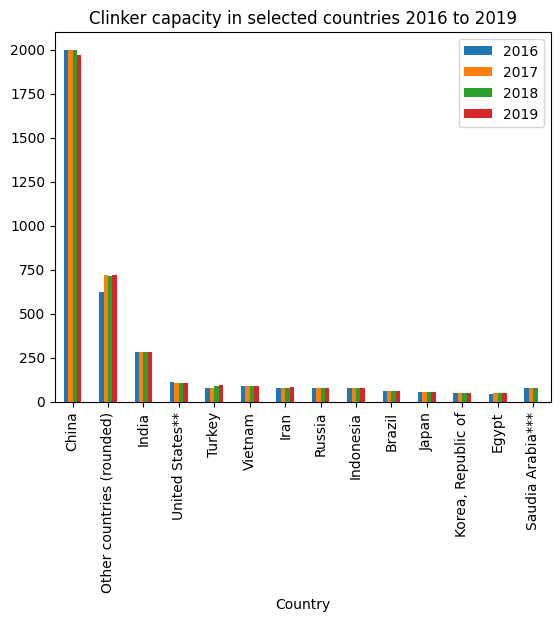 Clinker capacity in selected countries 2016 to 2019
2016
2017
2018
2019
2000
1750
1500
1250
1000
750
500
250
0
China
Other countries (rounded)
India
United States**
Turkey
Vietnam
Iran
Russia
Indonesia
Brazil
Japan
Korea, Republic of
Egypt
Saudia Arabia***
Country